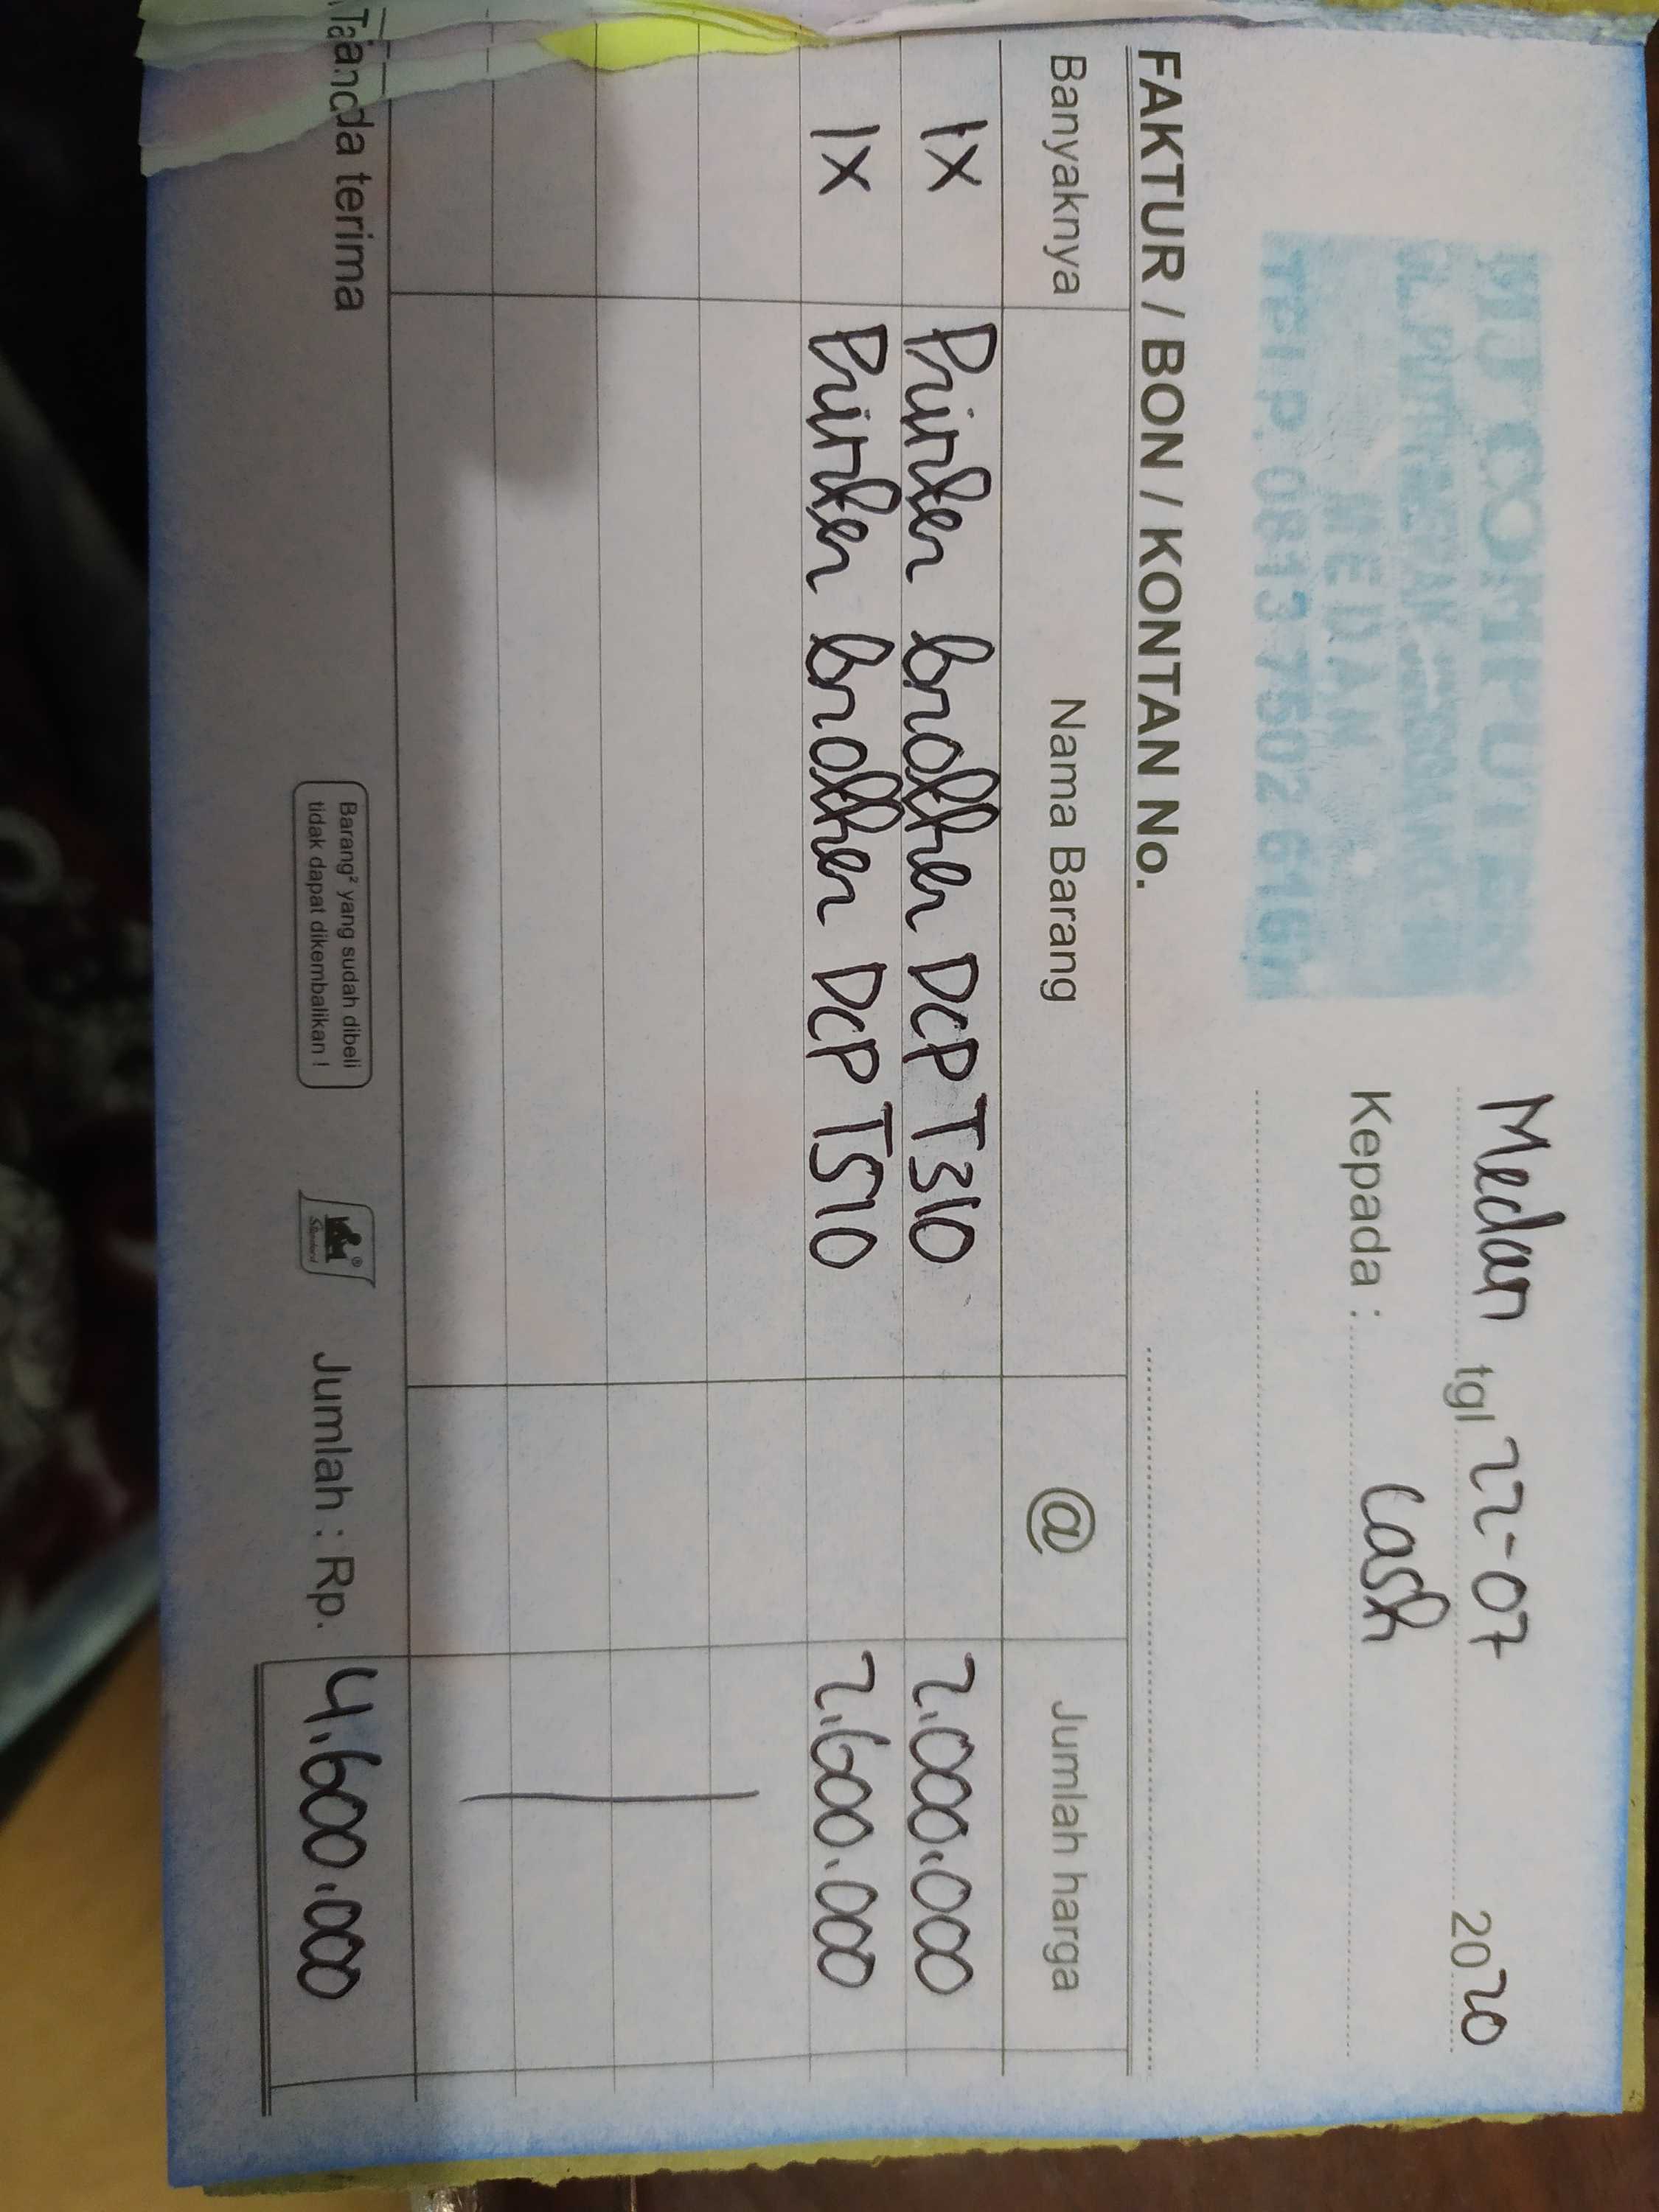 MJ COMPUTER
MEDAN
Medan tgl 22-07 2020
Kepada : Cash
FAKTUR / BON / KONTAN No.
Banyaknya Nama Barang @ Jumlah harga
1x Printer brother DCP T310 2.000.000
1x Printer brother DCP T510 2.600.000
Tanda terima
Barang² yang sudah dibeli
tidak dapat dikembalikan !
Jumlah : Rp. 4.600.000